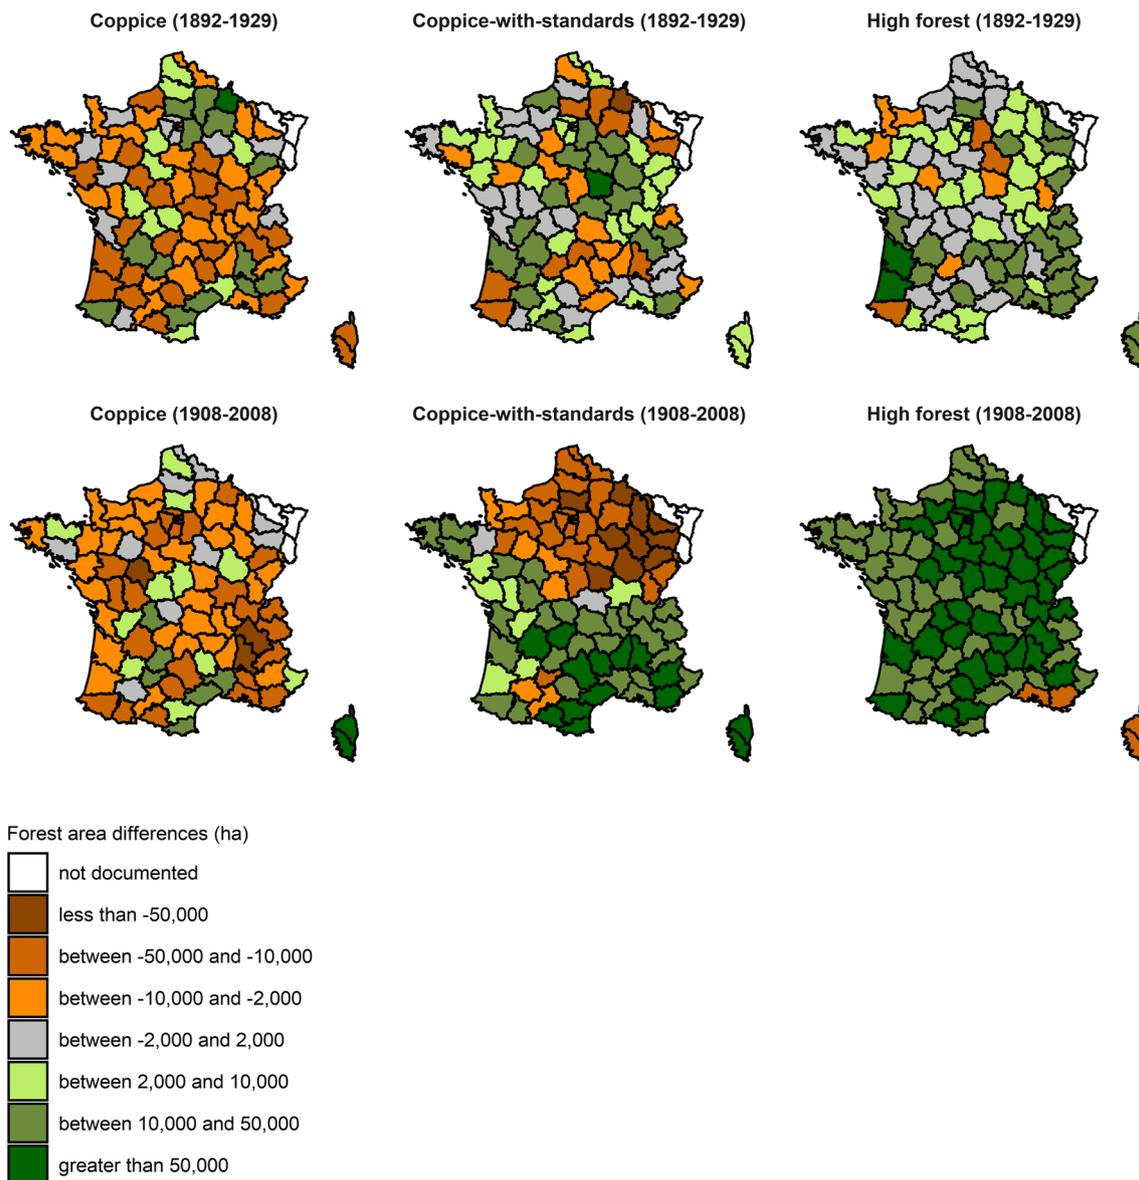 Coppice (1892-1929)
Coppice-with-standards (1892-1929)
High forest (1892-1929)
Coppice (1908-2008)
Coppice-with-standards (1908-2008)
High forest (1908-2008)
Forest area differences (ha)
not documented
less than -50,000
between -50,000 and -10,000
between -10,000 and -2,000
between -2,000 and 2,000
between 2,000 and 10,000
between 10,000 and 50,000
greater than 50,000